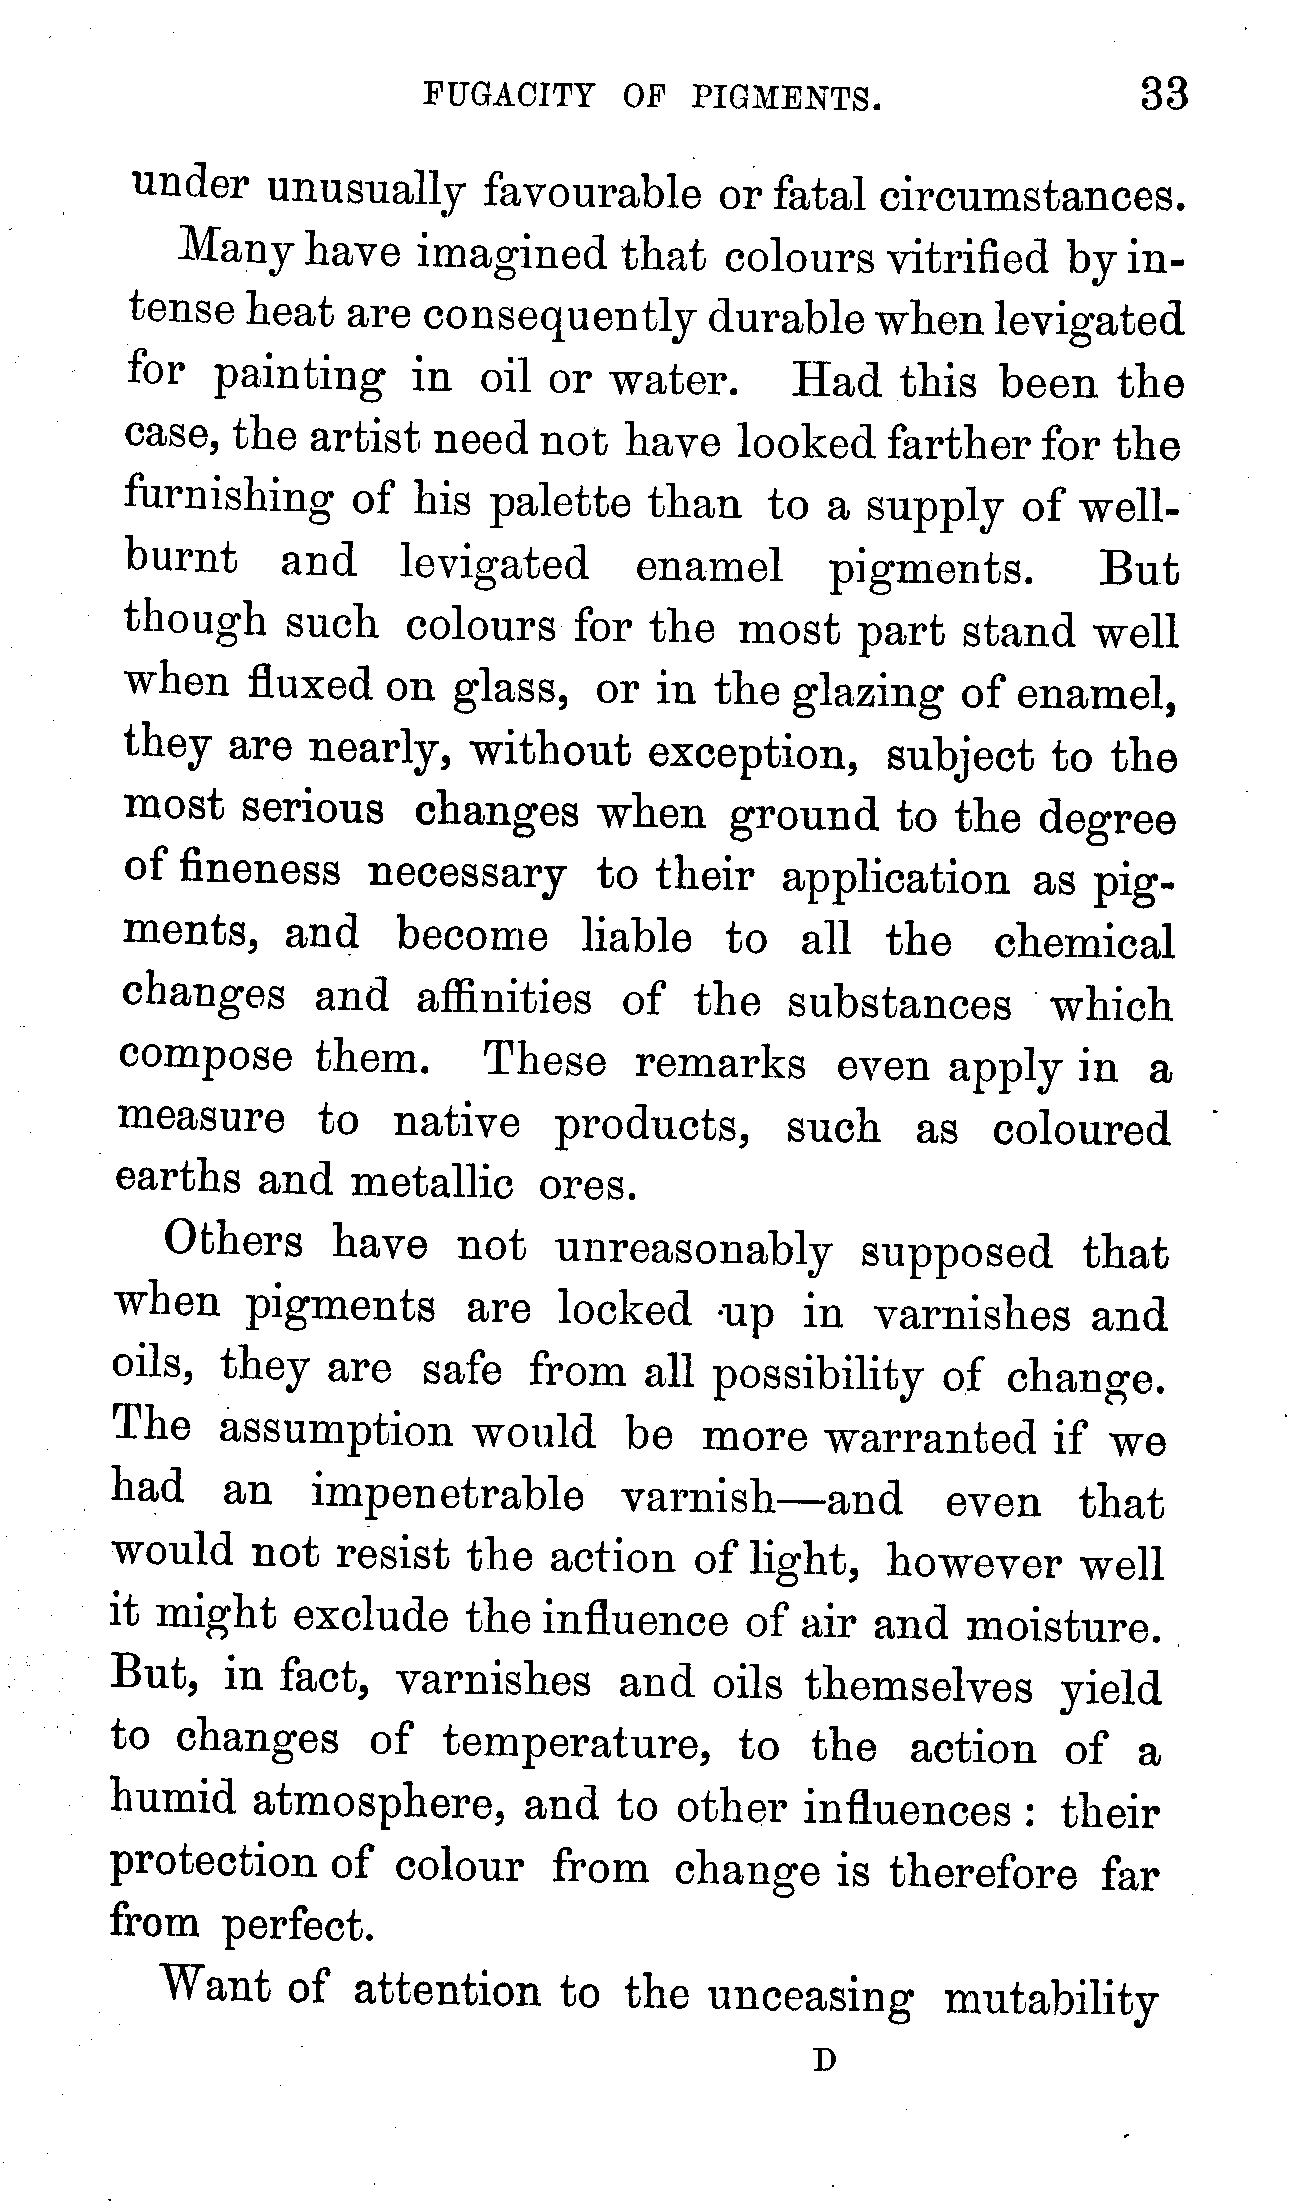 FUGACITY OF PIGMENTS. 33
under unusually favourable or fatal circumstances.
Many have imagined that colours vitrified by in-
tense heat are consequently durable when levigated
for painting in oil or water. Had this been the
case, the artist need not have looked farther for the
furnishing of his palette than to a supply of well-
burnt and levigated enamel pigments. But
though such colours for the most part stand well
when fluxed on glass, or in the glazing of enamel,
they are nearly, without exception, subject to the
most serious changes when ground to the degree
of fineness necessary to their application as pig-
ments, and become liable to all the chemical
changes and affinities of the substances which
compose them. These remarks even apply in a
measure to native products, such as coloured
earths and metallic ores.
Others have not unreasonably supposed that
when pigments are locked up in varnishes and
oils, they are safe from all possibility of change.
The assumption would be more warranted if we
had an impenetrable varnish—and even that
would not resist the action of light, however well
it might exclude the influence of air and moisture.
But, in fact, varnishes and oils themselves yield
to changes of temperature, to the action of a
humid atmosphere, and to other influences : their
protection of colour from change is therefore far
from perfect.
Want of attention to the unceasing mutability
D